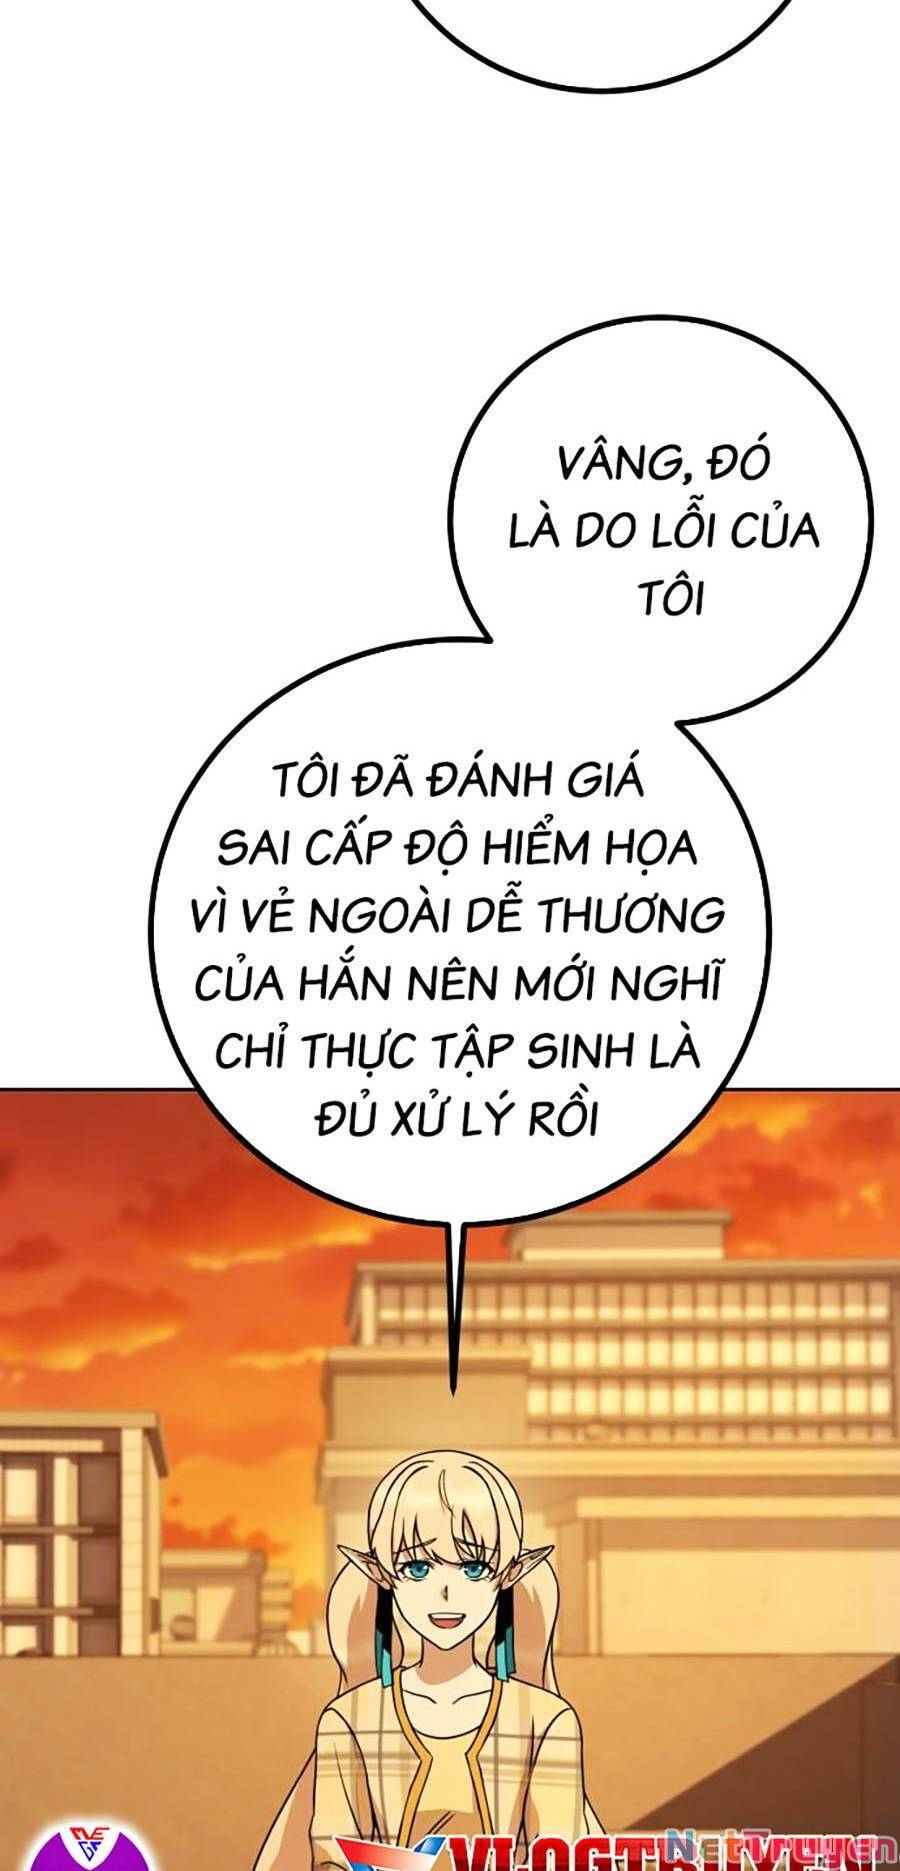 VÂNG, ĐÓ
LÀ DO LỖI CỦA
TÔI
TÔI ĐÃ ĐÁNH GIÁ
SAI CẤP ĐỘ HIỂM HỌA
VÌ VẺ NGOÀI DỄ THƯƠNG
CỦA HẮN NÊN MỚI NGHĨ
CHỈ THỰC TẬP SINH LÀ
ĐỦ XỬ LÝ RỒI
NetTruyen